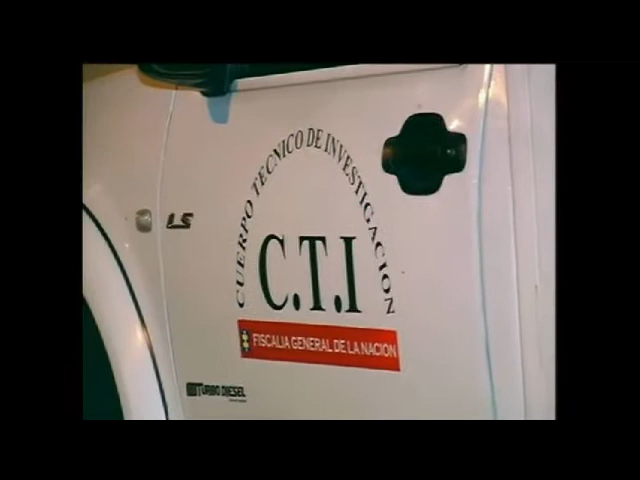 CUERPO TECNICO DE INVESTIGACION
LS
C.T.I
FISCALIA GENERAL DE LA NACION
TURBO DIESEL